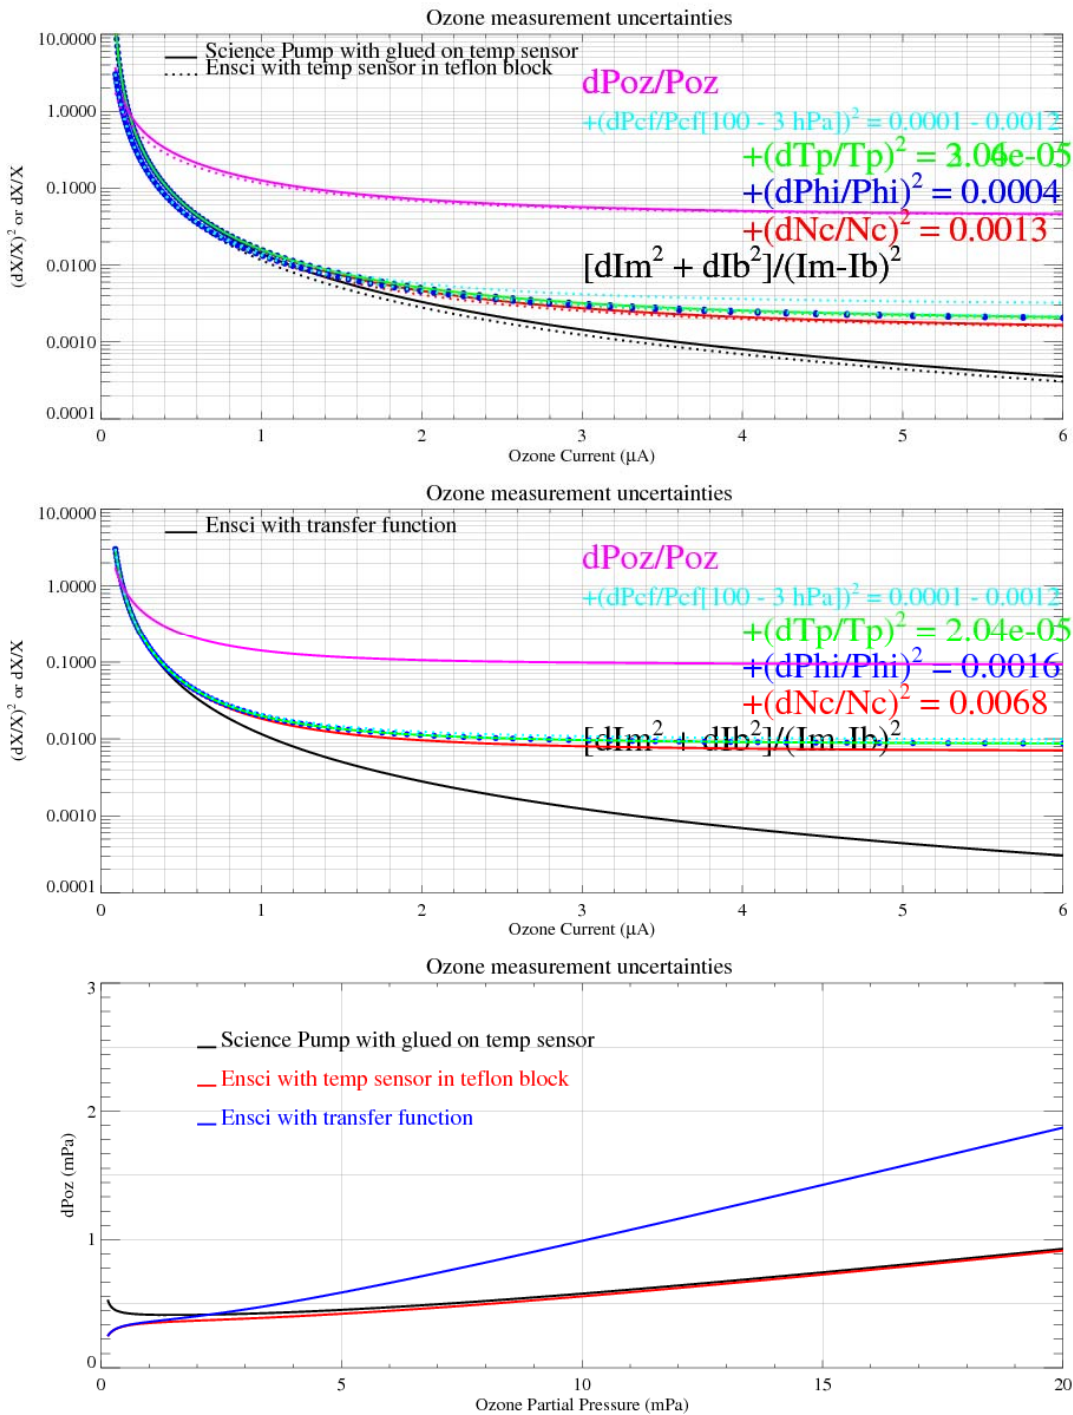 Ozone measurement uncertainties
10.0000
1.0000
0.1000
0.0100
0.0010
0.0001
(dX/X)² or dX/X
Science Pump with glued on temp sensor
Ensci with temp sensor in teflon block
dPoz/Poz
+(dPcf/Pcf[100 - 3 hPa])² = 0.0001 - 0.0012
+(dTp/Tp)² =
+(dPhi/Phi)² = 0.0004
+(dNc/Nc)² = 0.0013
[dIm² + dIb²]/(Im-Ib)²
0 1 2 3 4 5 6
Ozone Current (μA)
Ozone measurement uncertainties
10.0000
1.0000
0.1000
0.0100
0.0010
0.0001
(dX/X)² or dX/X
Ensci with transfer function
dPoz/Poz
+(dPcf/Pcf[100 - 3 hPa])² = 0.0001 - 0.0012
+(dTp/Tp)² = 2.04e-05
+(dPhi/Phi)² = 0.0016
+(dNc/Nc)² = 0.0068
[dIm² + dIb²]/(Im-Ib)²
0 1 2 3 4 5 6
Ozone Current (μA)
Ozone measurement uncertainties
3
2
1
0
dPoz (mPa)
Science Pump with glued on temp sensor
Ensci with temp sensor in teflon block
Ensci with transfer function
0 5 10 15 20
Ozone Partial Pressure (mPa)